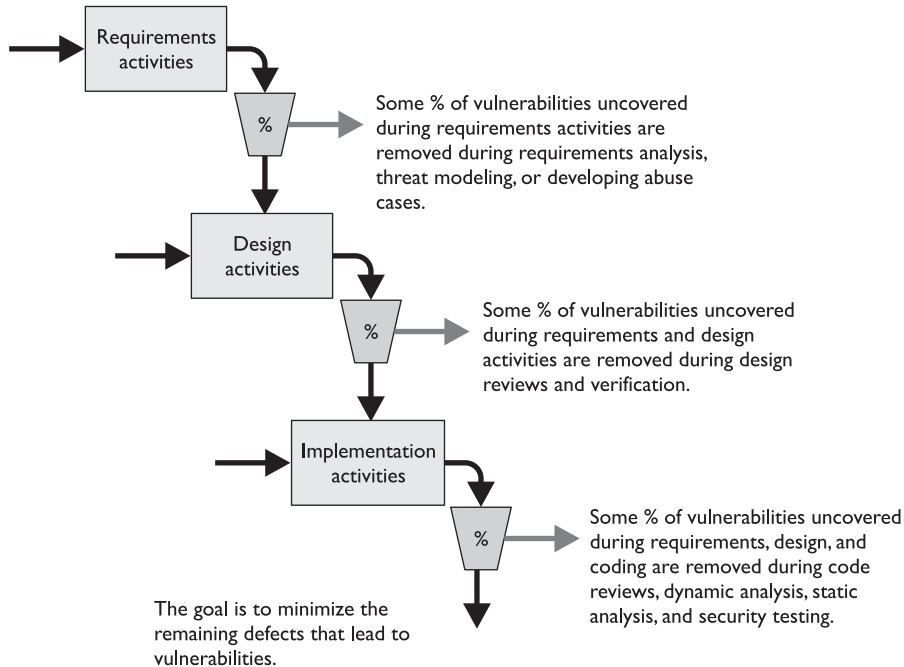 Requirements
activities
%
Some % of vulnerabilities uncovered
during requirements activities are
removed during requirements analysis,
threat modeling, or developing abuse
cases.
Design
activities
%
Some % of vulnerabilities uncovered
during requirements and design
activities are removed during design
reviews and verification.
Implementation
activities
%
Some % of vulnerabilities uncovered
during requirements, design, and
coding are removed during code
reviews, dynamic analysis, static
analysis, and security testing.
The goal is to minimize the
remaining defects that lead to
vulnerabilities.